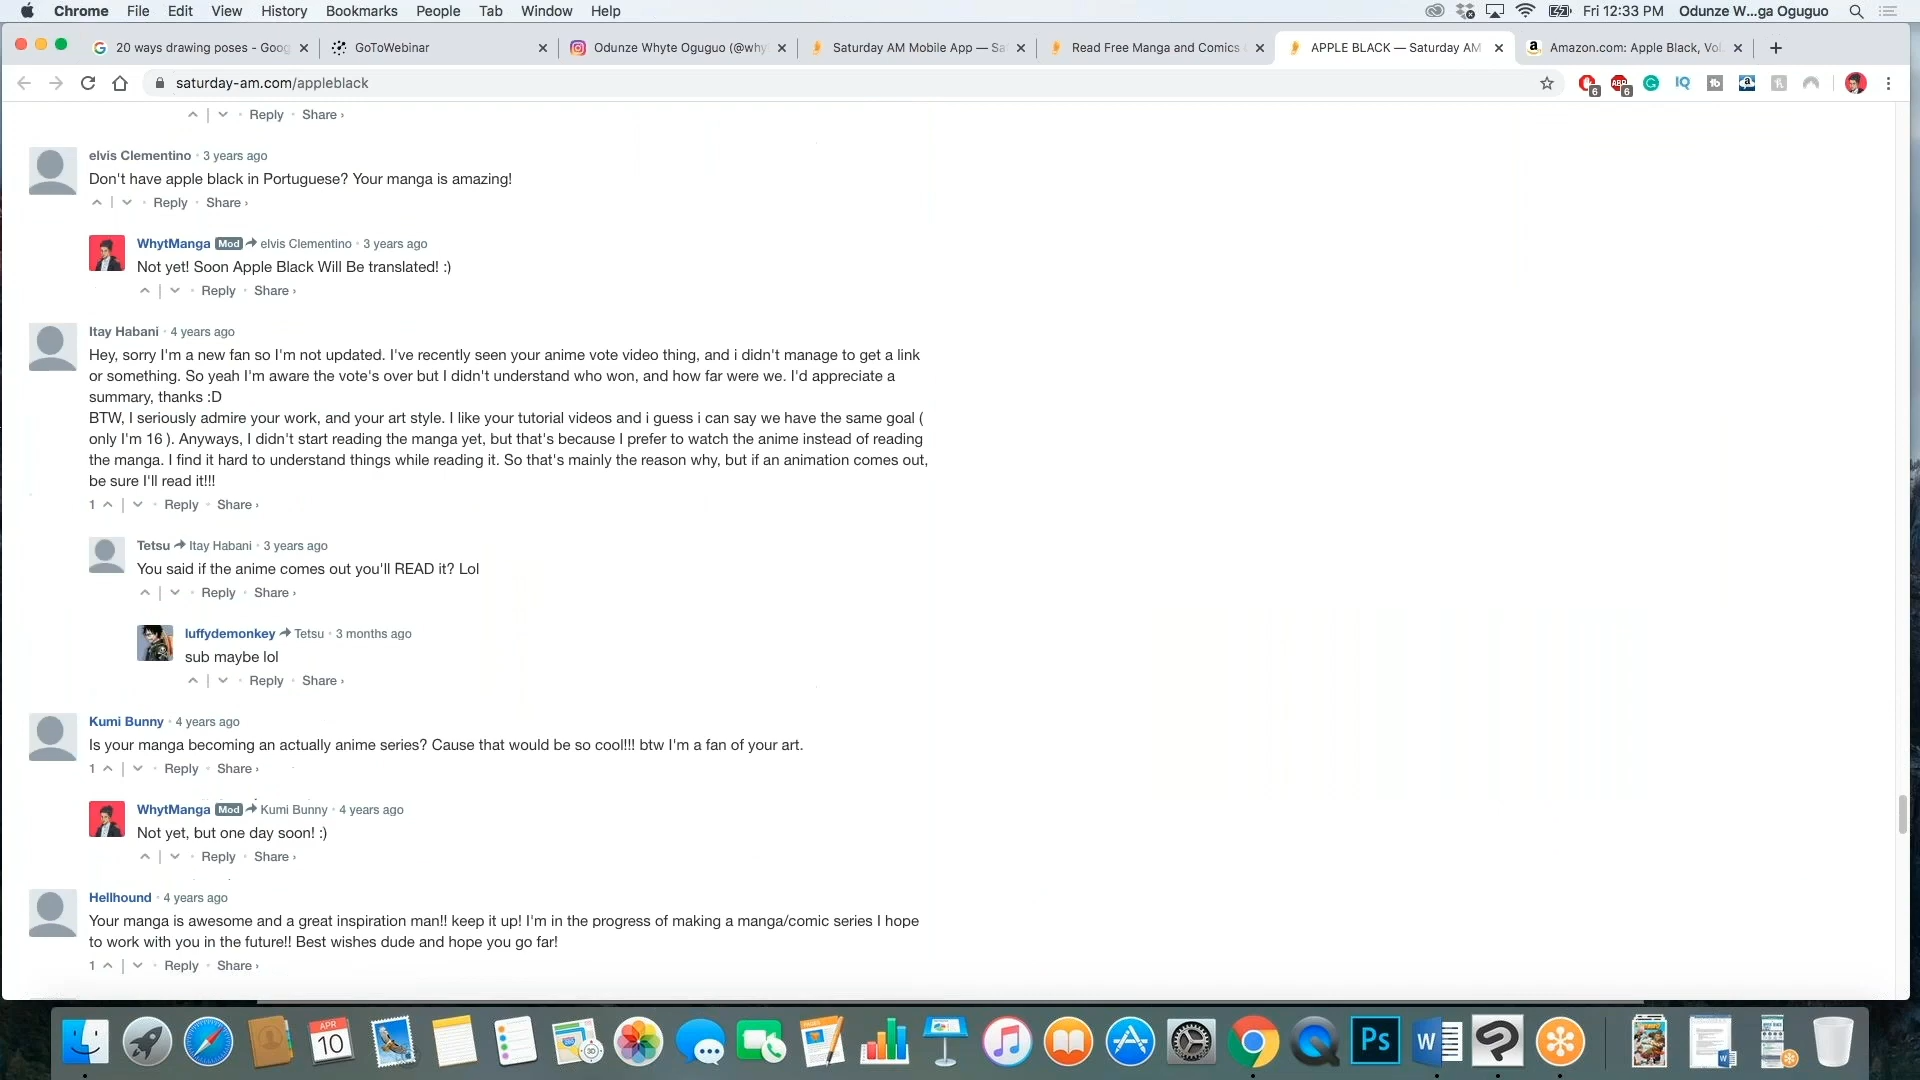 Chrome File Edit View History Bookmarks People Tab Window Help Fri 12:33 PM Odunze W...ga Oguguo
20 ways drawing poses - Goog GoToWebinar Odunze Whyte Oguguo (@why Saturday AM Mobile App — Sa Read Free Manga and Comics APPLE BLACK — Saturday AM Amazon.com: Apple Black, Vol.
saturday-am.com/appleblack
Reply · Share ›
elvis Clementino · 3 years ago
Don't have apple black in Portuguese? Your manga is amazing!
Reply · Share ›
WhytManga Mod elvis Clementino · 3 years ago
Not yet! Soon Apple Black Will Be translated! :)
Reply · Share ›
Itay Habani · 4 years ago
Hey, sorry I'm a new fan so I'm not updated. I've recently seen your anime vote video thing, and i didn't manage to get a link
or something. So yeah I'm aware the vote's over but I didn't understand who won, and how far were we. I'd appreciate a
summary, thanks :D
BTW, I seriously admire your work, and your art style. I like your tutorial videos and i guess i can say we have the same goal (
only I'm 16 ). Anyways, I didn't start reading the manga yet, but that's because I prefer to watch the anime instead of reading
the manga. I find it hard to understand things while reading it. So that's mainly the reason why, but if an animation comes out,
be sure I'll read it!!!
1 Reply · Share ›
Tetsu Itay Habani · 3 years ago
You said if the anime comes out you'll READ it? Lol
Reply · Share ›
luffydemonkey Tetsu · 3 months ago
sub maybe lol
Reply · Share ›
Kumi Bunny · 4 years ago
Is your manga becoming an actually anime series? Cause that would be so cool!!! btw I'm a fan of your art.
1 Reply · Share ›
WhytManga Mod Kumi Bunny · 4 years ago
Not yet, but one day soon! :)
Reply · Share ›
Hellhound · 4 years ago
Your manga is awesome and a great inspiration man!! keep it up! I'm in the progress of making a manga/comic series I hope
to work with you in the future!! Best wishes dude and hope you go far!
1 Reply · Share ›
APR
10
3D
PAGES
Ps
W